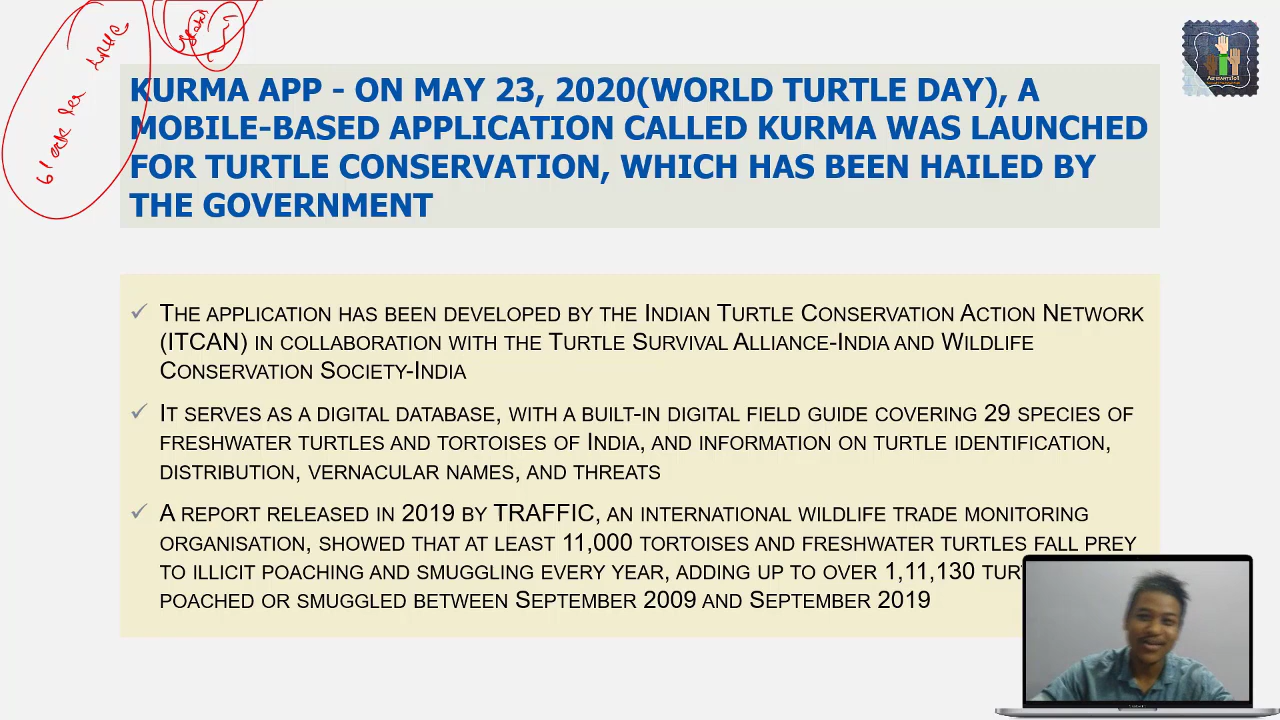 KURMA APP - ON MAY 23, 2020(WORLD TURTLE DAY), A
MOBILE-BASED APPLICATION CALLED KURMA WAS LAUNCHED
FOR TURTLE CONSERVATION, WHICH HAS BEEN HAILED BY
THE GOVERNMENT
THE APPLICATION HAS BEEN DEVELOPED BY THE INDIAN TURTLE CONSERVATION ACTION NETWORK
(ITCAN) IN COLLABORATION WITH THE TURTLE SURVIVAL ALLIANCE-INDIA AND WILDLIFE
CONSERVATION SOCIETY-INDIA
IT SERVES AS A DIGITAL DATABASE, WITH A BUILT-IN DIGITAL FIELD GUIDE COVERING 29 SPECIES OF
FRESHWATER TURTLES AND TORTOISES OF INDIA, AND INFORMATION ON TURTLE IDENTIFICATION,
DISTRIBUTION, VERNACULAR NAMES, AND THREATS
A REPORT RELEASED IN 2019 BY TRAFFIC, AN INTERNATIONAL WILDLIFE TRADE MONITORING
ORGANISATION, SHOWED THAT AT LEAST 11,000 TORTOISES AND FRESHWATER TURTLES FALL PREY
TO ILLICIT POACHING AND SMUGGLING EVERY YEAR, ADDING UP TO OVER 1,11,130
POACHED OR SMUGGLED BETWEEN SEPTEMBER 2009 AND SEPTEMBER 2019